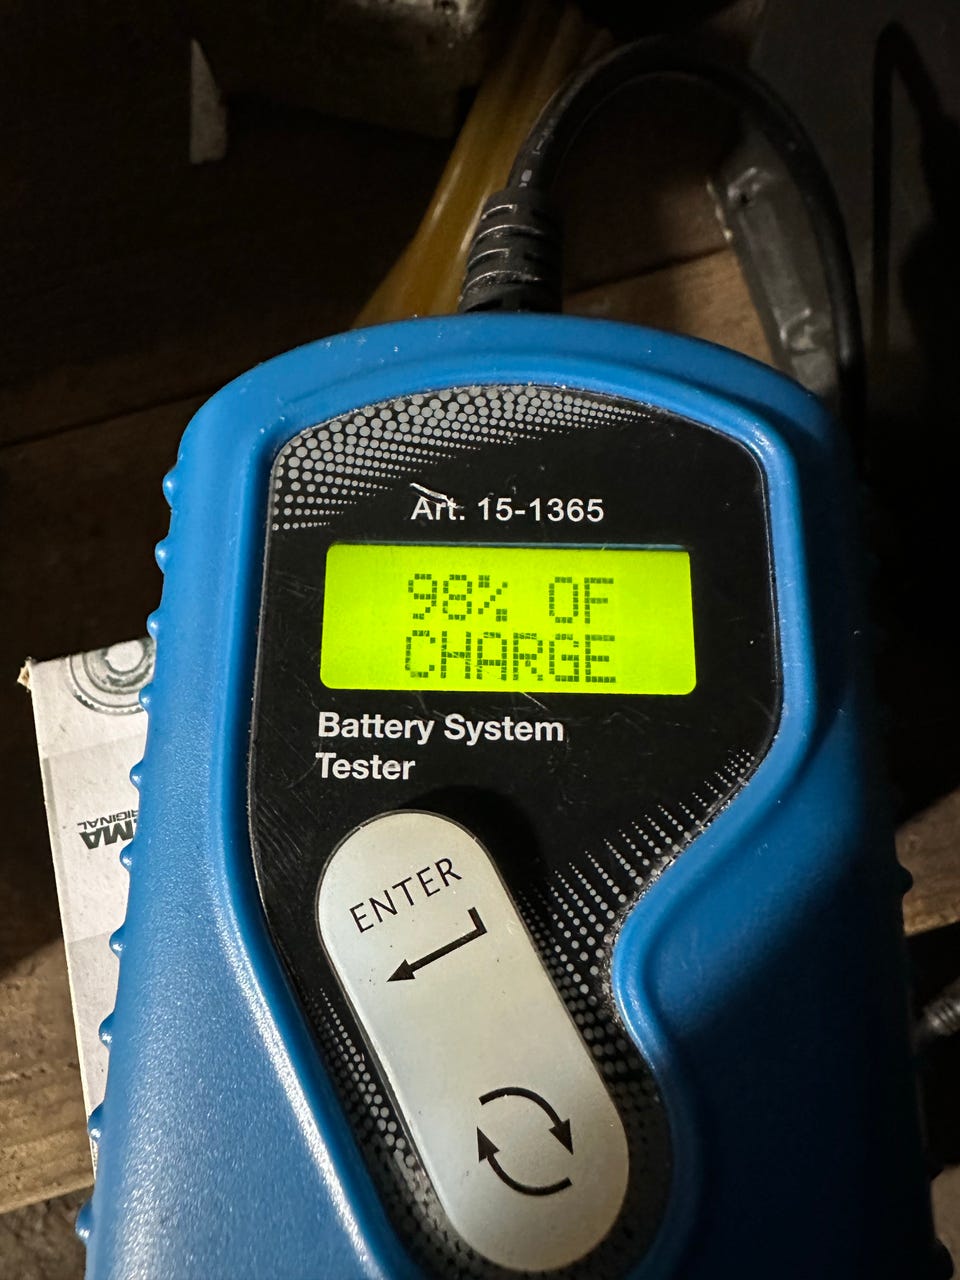 Art. 15-1365
98% OF
CHARGE
Battery System
Tester
ENTER